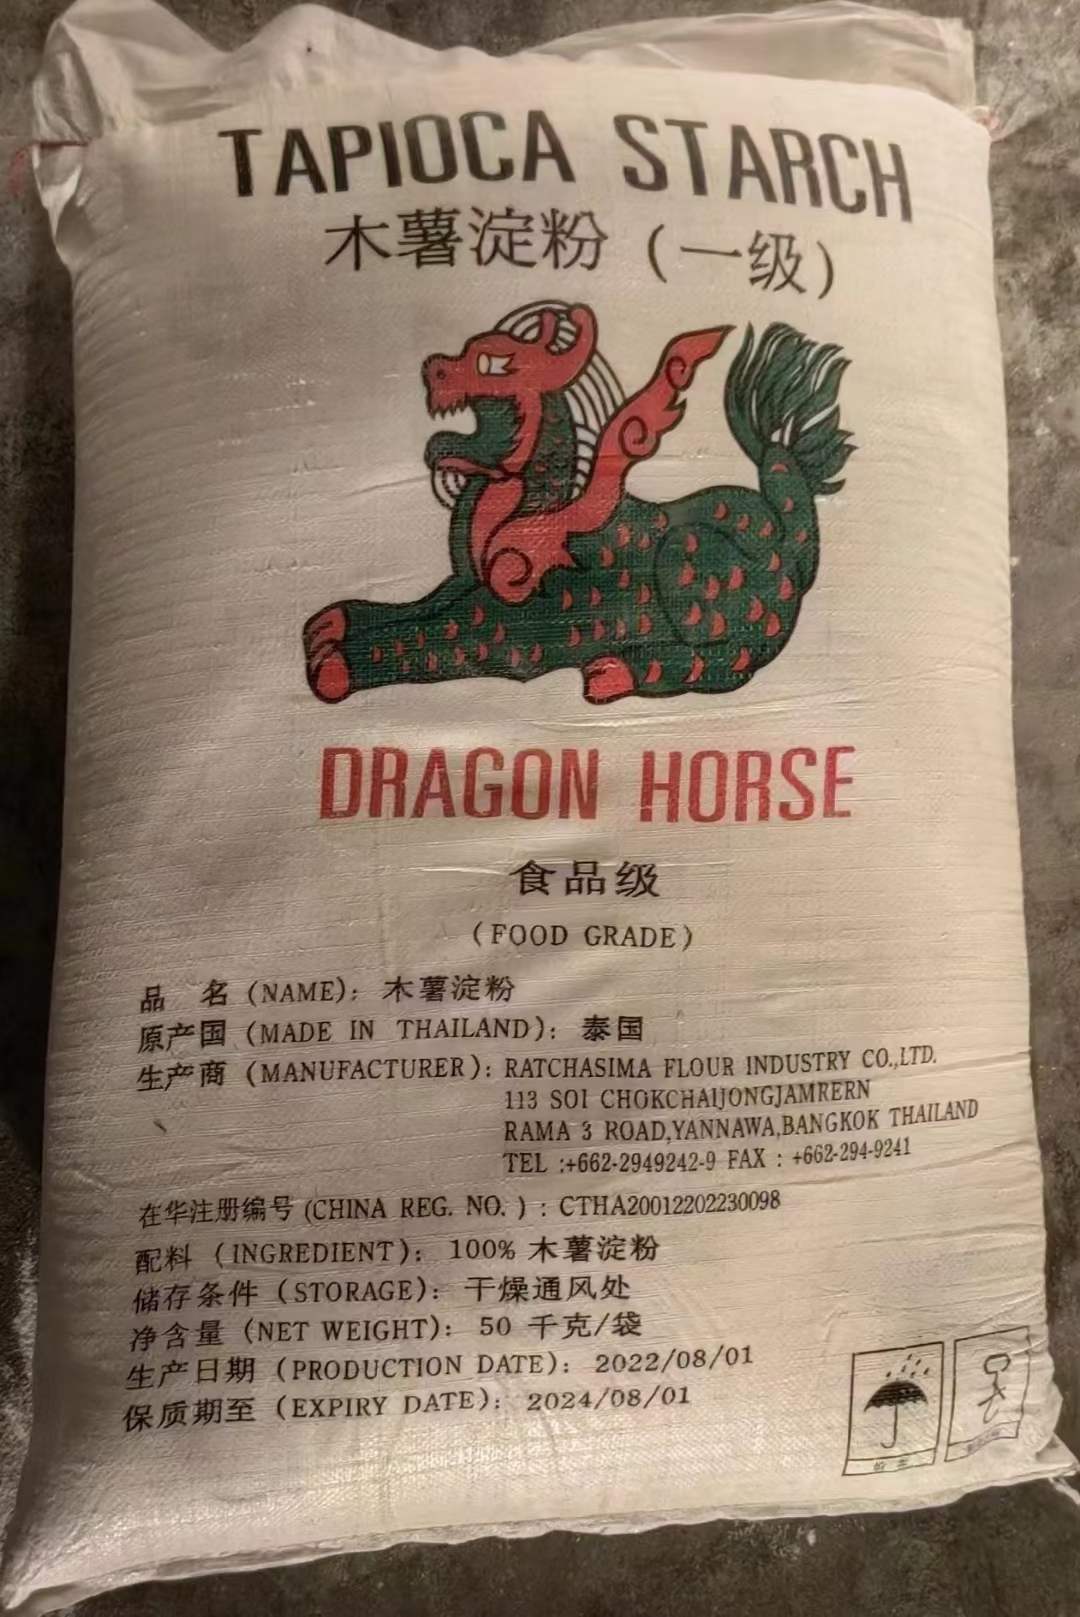 TAPIOCA STARCH
木薯淀粉（一级）
DRAGON HORSE
食品级
(FOOD GRADE)
品 名 (NAME): 木薯淀粉
原产国 (MADE IN THAILAND): 泰国
生产商 (MANUFACTURER): RATCHASIMA FLOUR INDUSTRY CO.,LTD.
113 SOI CHOKCHAIJONGJAMRERN
RAMA 3 ROAD,YANNAWA,BANGKOK THAILAND
TEL :+662-2949242-9 FAX : +662-294-9241
在华注册编号 (CHINA REG. NO. ) : CTHA20012202230098
配料 (INGREDIENT): 100% 木薯淀粉
储存条件 (STORAGE): 干燥通风处
净含量 (NET WEIGHT): 50 千克/袋
生产日期 (PRODUCTION DATE): 2022/08/01
保质期至 (EXPIRY DATE): 2024/08/01